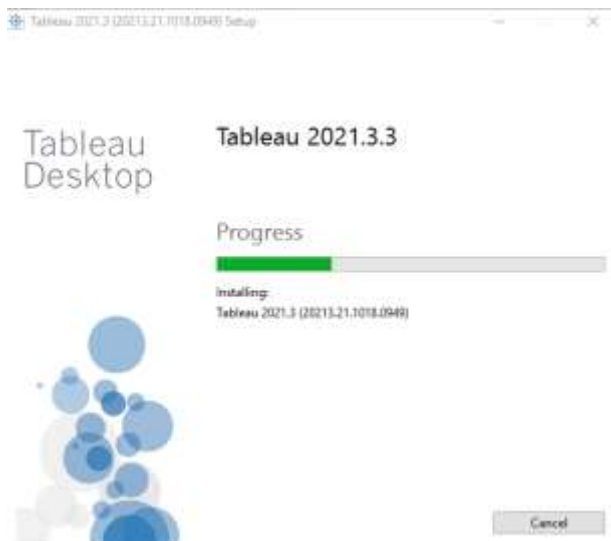 Tableau 2021.3 (20213.21.1018.0949) Setup
Tableau
Desktop
Tableau 2021.3.3
Progress
Installing:
Tableau 2021.3 (20213.21.1018.0949)
Cancel